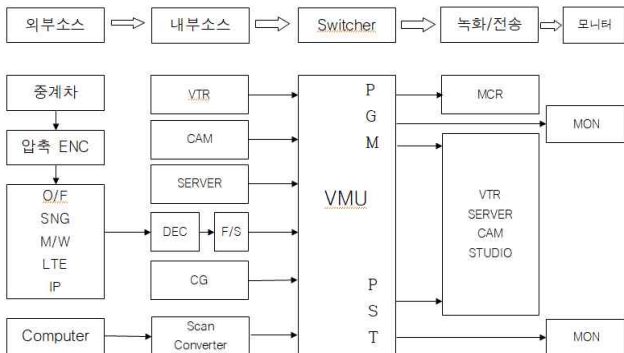 외부소스
내부소스
Switcher
녹화/전송
모니터
중계차
압축 ENC
O/F
SNG
M/W
LTE
IP
Computer
VTR
CAM
SERVER
DEC
F/S
CG
Scan
Converter
VMU
P
G
M
P
S
T
MCR
MON
VTR
SERVER
CAM
STUDIO
MON